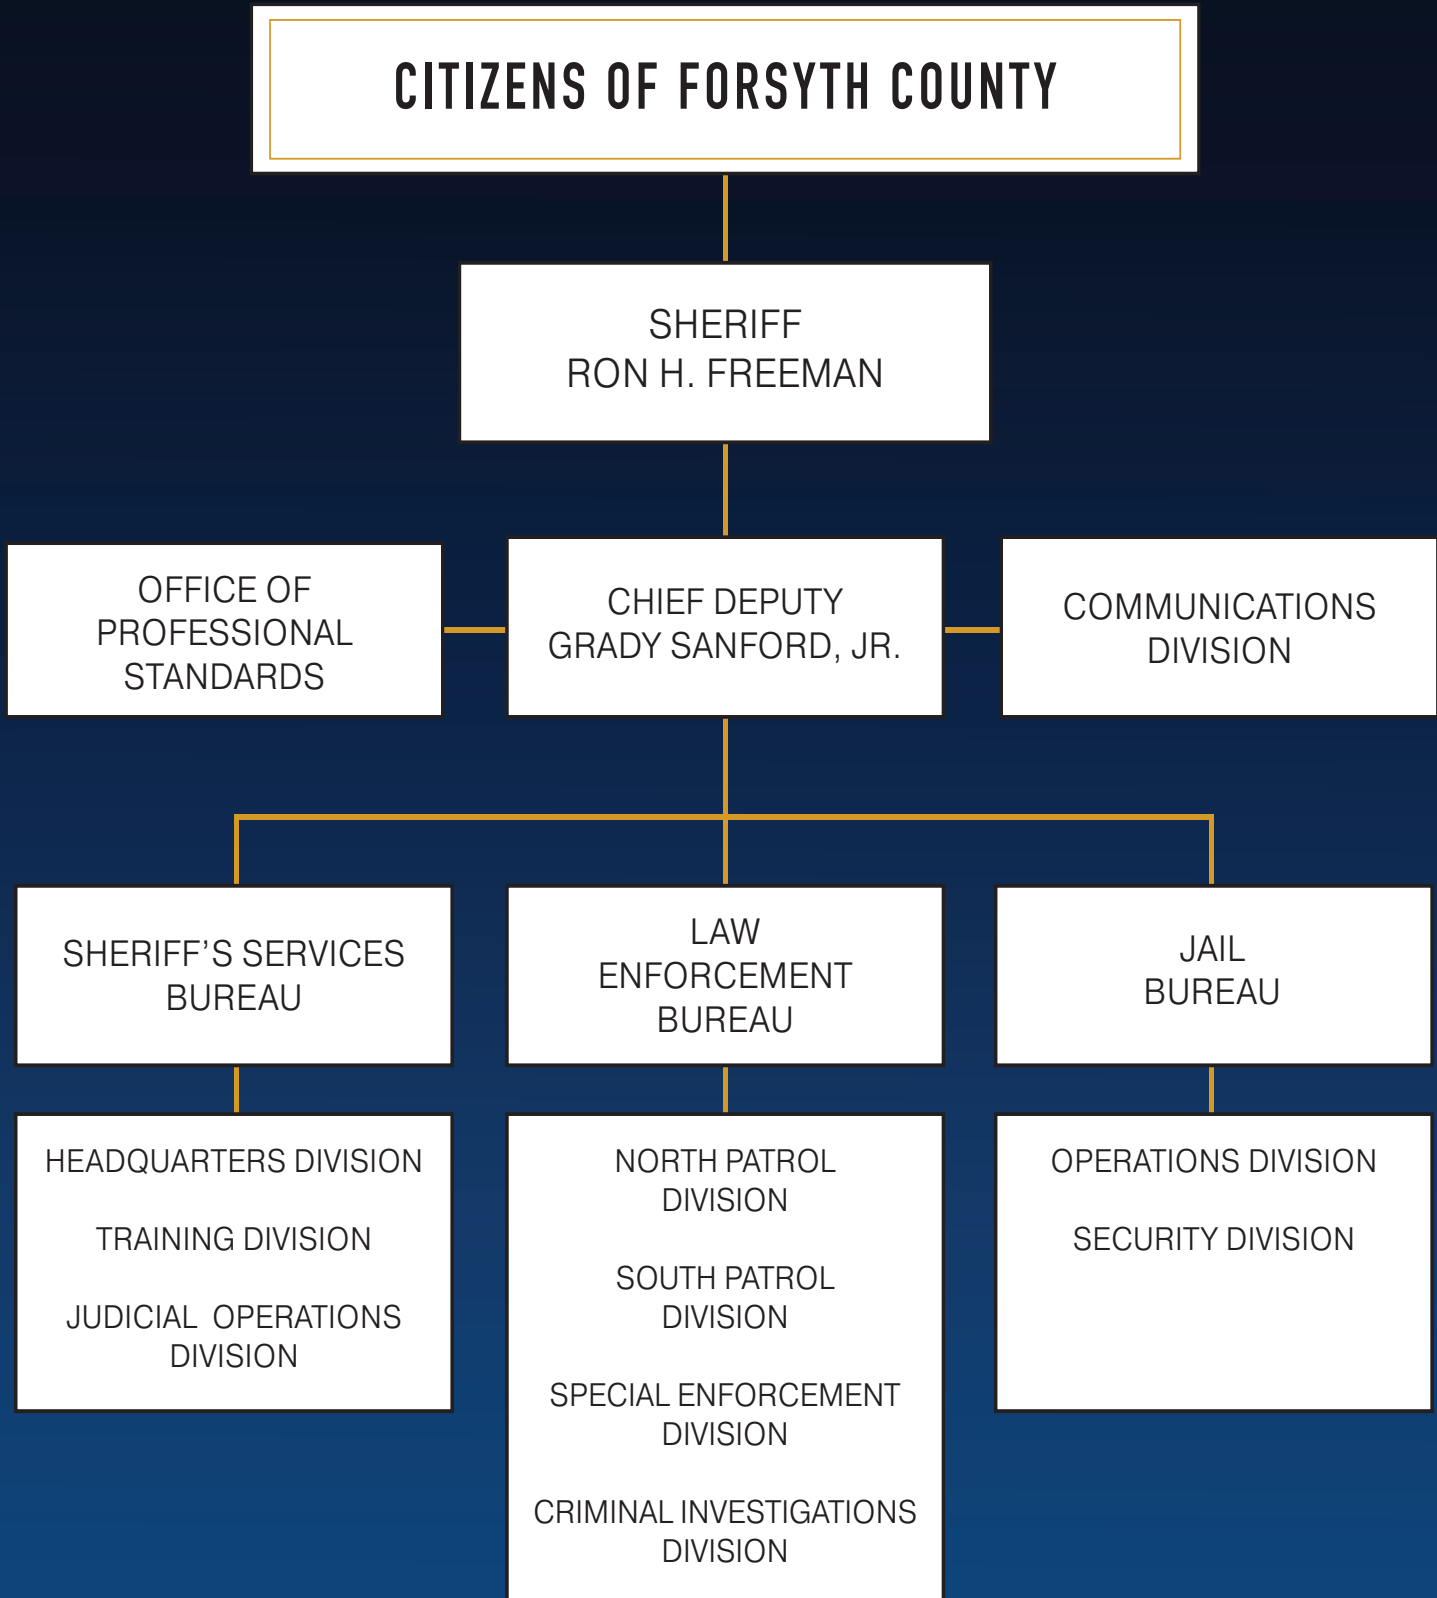 CITIZENS OF FORSYTH COUNTY
SHERIFF
RON H. FREEMAN
OFFICE OF
PROFESSIONAL
STANDARDS
CHIEF DEPUTY
GRADY SANFORD, JR.
COMMUNICATIONS
DIVISION
SHERIFF’S SERVICES
BUREAU
LAW
ENFORCEMENT
BUREAU
JAIL
BUREAU
HEADQUARTERS DIVISION
TRAINING DIVISION
JUDICIAL OPERATIONS
DIVISION
NORTH PATROL
DIVISION
SOUTH PATROL
DIVISION
SPECIAL ENFORCEMENT
DIVISION
CRIMINAL INVESTIGATIONS
DIVISION
OPERATIONS DIVISION
SECURITY DIVISION